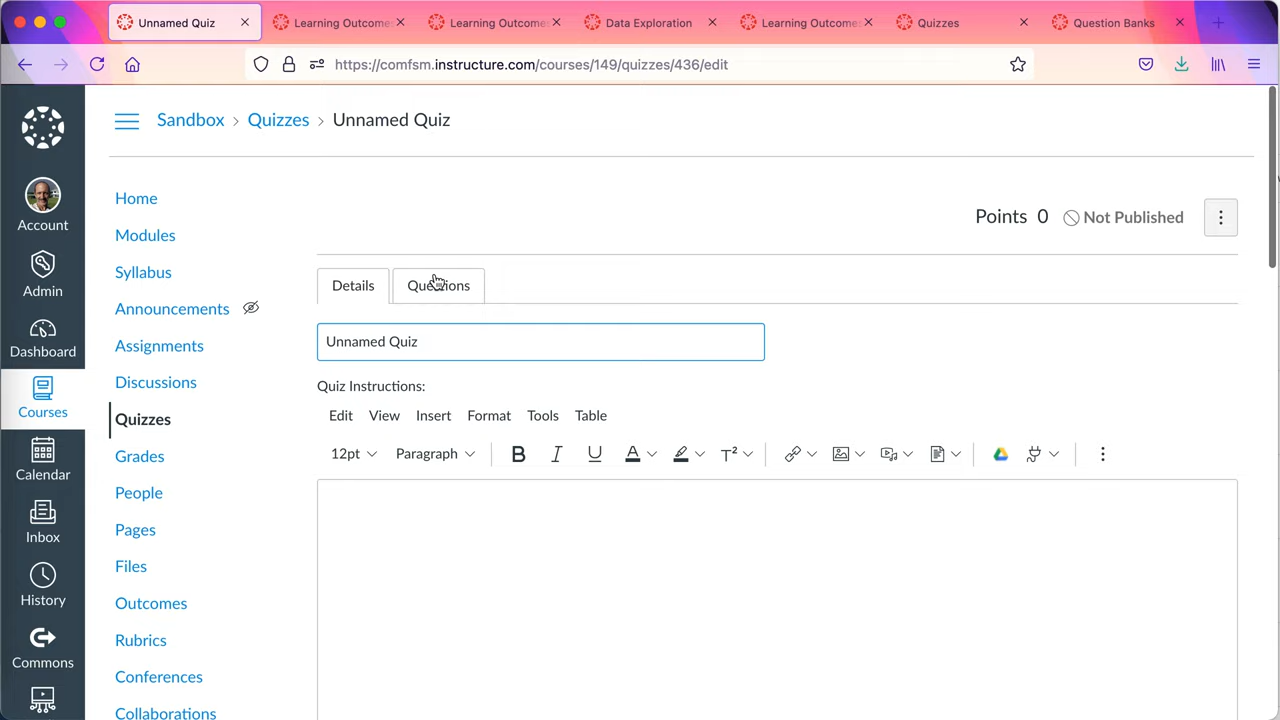 Unnamed Quiz
Learning Outcome
Learning Outcome
Data Exploration
Learning Outcome
Quizzes
Question Banks
https://comfsm.instructure.com/courses/149/quizzes/436/edit
Sandbox > Quizzes > Unnamed Quiz
Account
Admin
Dashboard
Courses
Calendar
Inbox
History
Commons
Home
Modules
Syllabus
Announcements
Assignments
Discussions
Quizzes
Grades
People
Pages
Files
Outcomes
Rubrics
Conferences
Collaborations
Points 0 Not Published
Details Questions
Unnamed Quiz
Quiz Instructions:
Edit View Insert Format Tools Table
12pt Paragraph B I U A T²